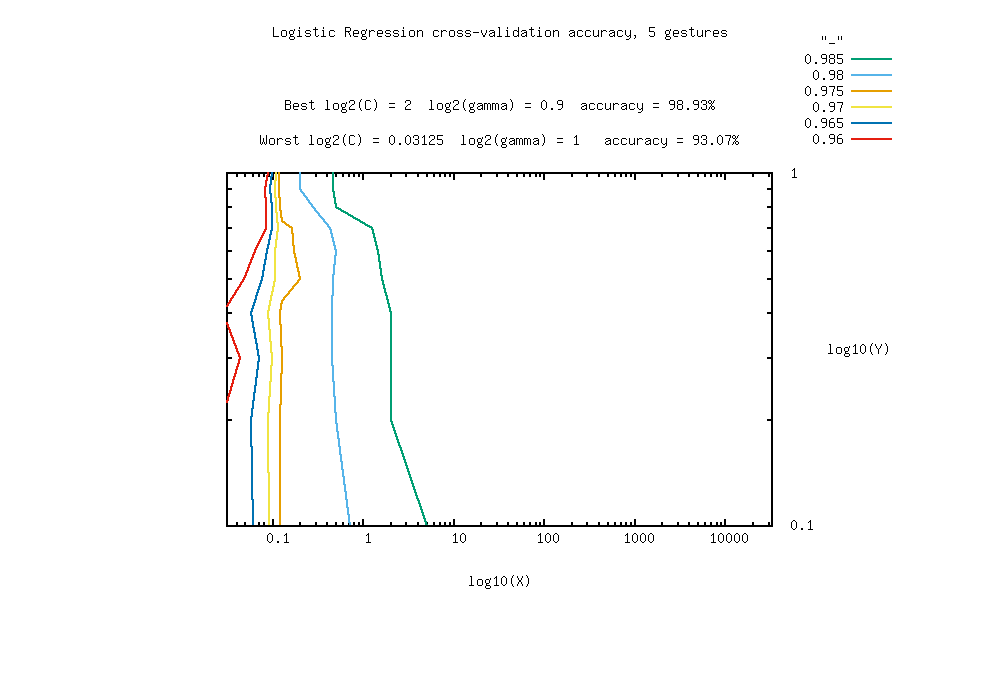 Logistic Regression cross-validation accuracy, 5 gestures
"_"
0.985
0.98
0.975
0.97
0.965
0.96
Best log2(C) = 2  log2(gamma) = 0.9  accuracy = 98.93%
Worst log2(C) = 0.03125  log2(gamma) = 1   accuracy = 93.07%
1
log10(Y)
0.1
0.1 1 10 100 1000 10000
log10(X)